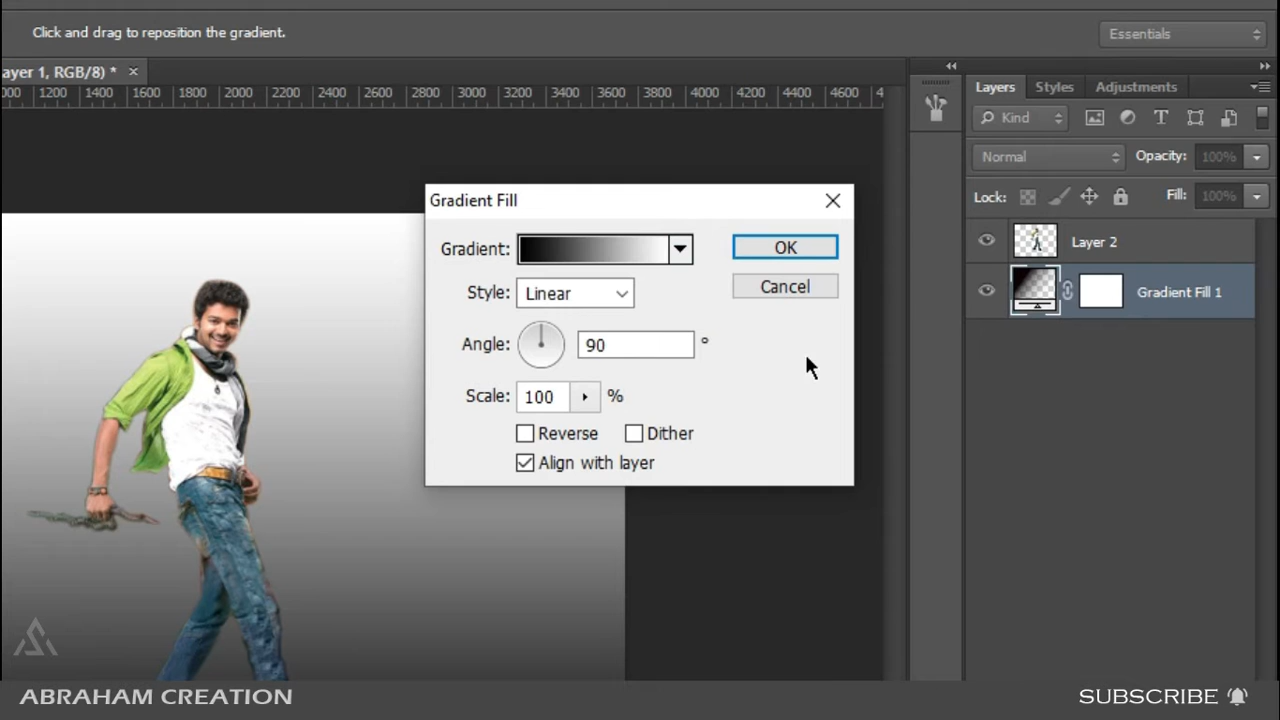 Click and drag to reposition the gradient.
Essentials
ayer 1, RGB/8) *
1200 1400 1600 1800 2000 2200 2400 2600 2800 3000 3200 3400 3600 3800 4000 4200 4400 4600
Layers Styles Adjustments
Kind
Normal Opacity: 100%
Lock: Fill: 100%
Layer 2
Gradient Fill 1
Gradient Fill
Gradient: OK
Style: Linear Cancel
Angle: 90 °
Scale: 100 %
Reverse Dither
Align with layer
ABRAHAM CREATION
SUBSCRIBE